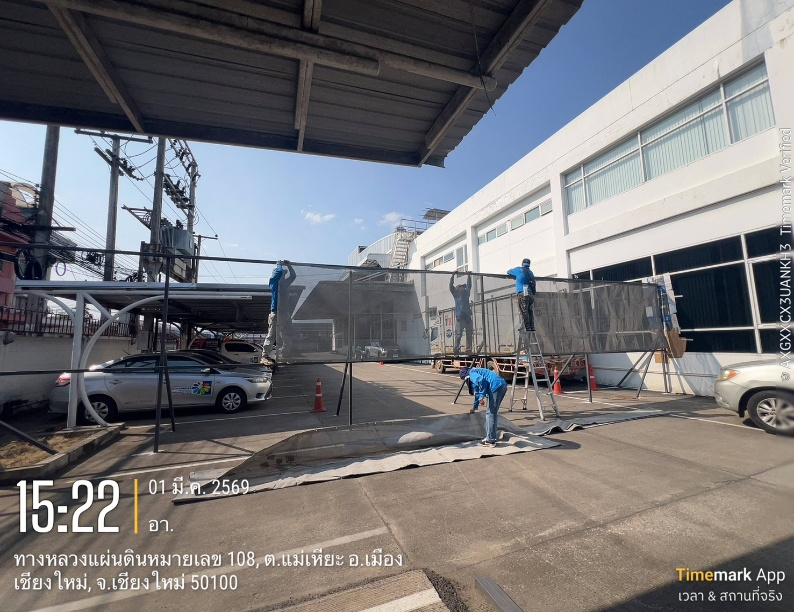 15:22
01 มี.ค. 2569
อา.
ทางหลวงแผ่นดินหมายเลข 108, ต.แม่เหียะ อ.เมือง
เชียงใหม่, จ.เชียงใหม่ 50100
Timemark App
เวลา & สถานที่จริง
© AXGXXCX3UANKH3 Timemark Verified